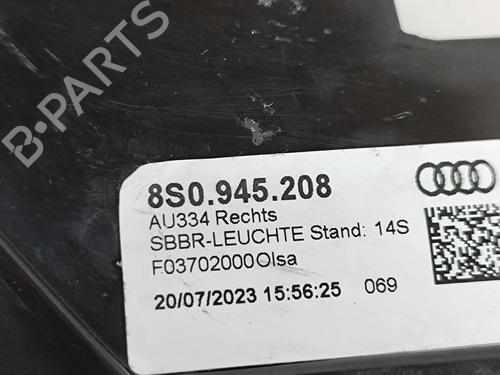 B-PARTS
8S0.945.208
AU334 Rechts
SBBR-LEUCHTE Stand: 14S
F03702000Olsa
20/07/2023 15:56:25 069